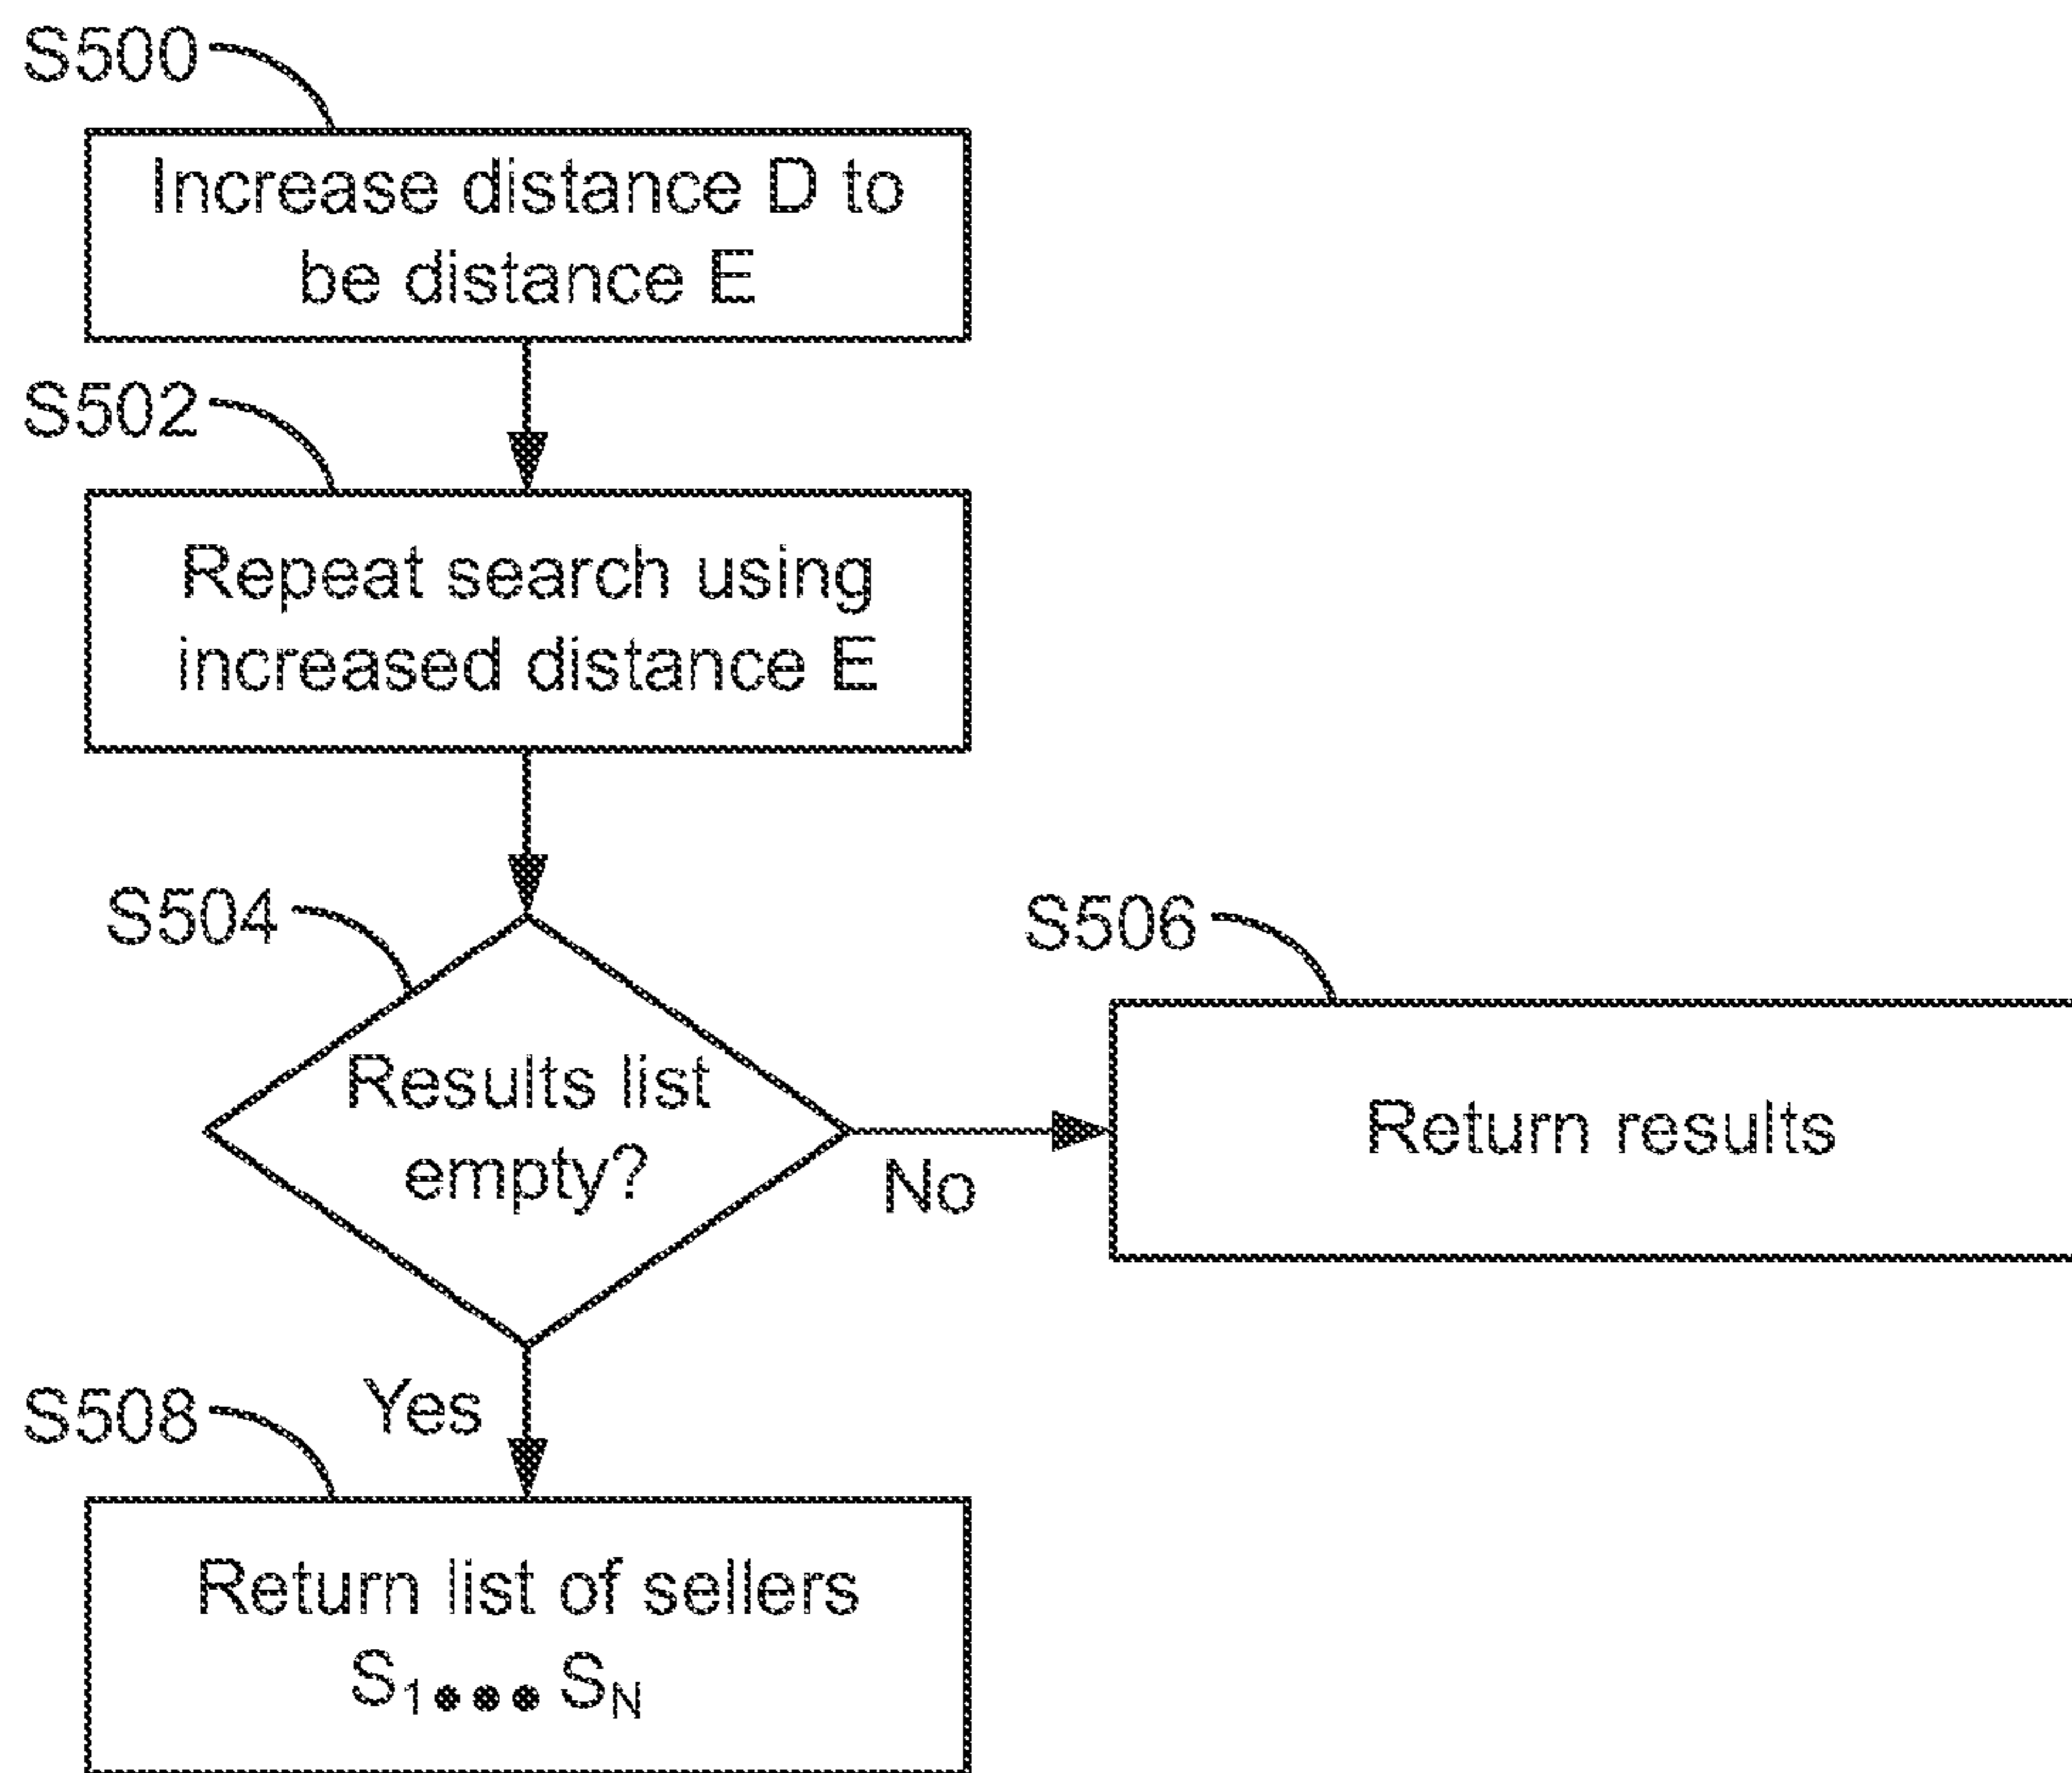 S500
Increase distance D to
be distance E
S502
Repeat search using
increased distance E
S504
Results list
empty?
No
S506
Return results
Yes
S508
Return list of sellers
S₁●●● S_N